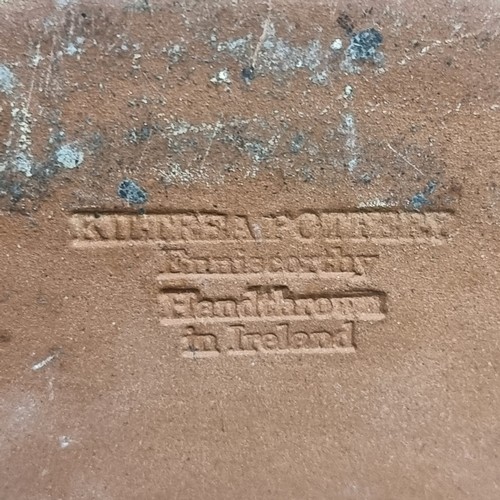 KILTREA POTTERY
Enniscorthy
Handthrown
in Ireland